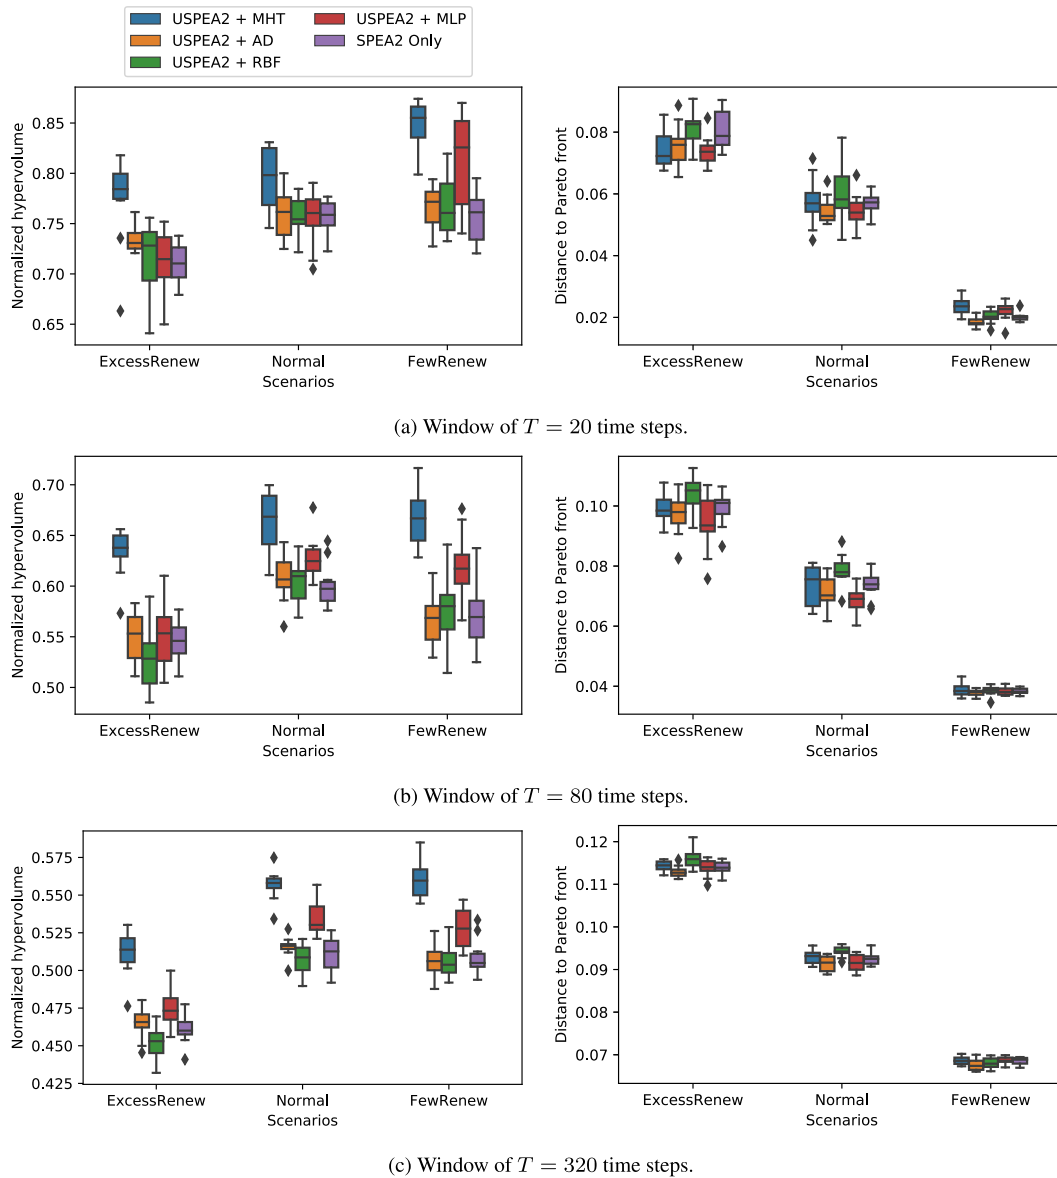 USPEA2 + MHT
USPEA2 + AD
USPEA2 + RBF
USPEA2 + MLP
SPEA2 Only
Normalized hypervolume
0.85
0.80
0.75
0.70
0.65
ExcessRenew
Normal
FewRenew
Scenarios
Distance to Pareto front
0.08
0.06
0.04
0.02
ExcessRenew
Normal
FewRenew
Scenarios
(a) Window of T = 20 time steps.
Normalized hypervolume
0.70
0.65
0.60
0.55
0.50
ExcessRenew
Normal
FewRenew
Scenarios
Distance to Pareto front
0.10
0.08
0.06
0.04
ExcessRenew
Normal
FewRenew
Scenarios
(b) Window of T = 80 time steps.
Normalized hypervolume
0.575
0.550
0.525
0.500
0.475
0.450
0.425
ExcessRenew
Normal
FewRenew
Scenarios
Distance to Pareto front
0.12
0.11
0.10
0.09
0.08
0.07
ExcessRenew
Normal
FewRenew
Scenarios
(c) Window of T = 320 time steps.